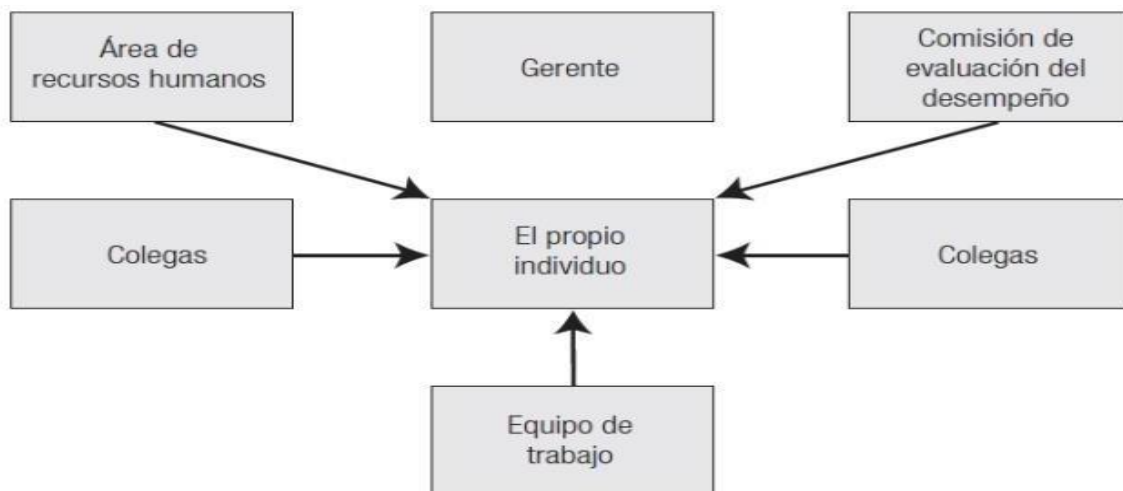 Área de
recursos humanos
Gerente
Comisión de
evaluación del
desempeño
Colegas
El propio
individuo
Colegas
Equipo de
trabajo